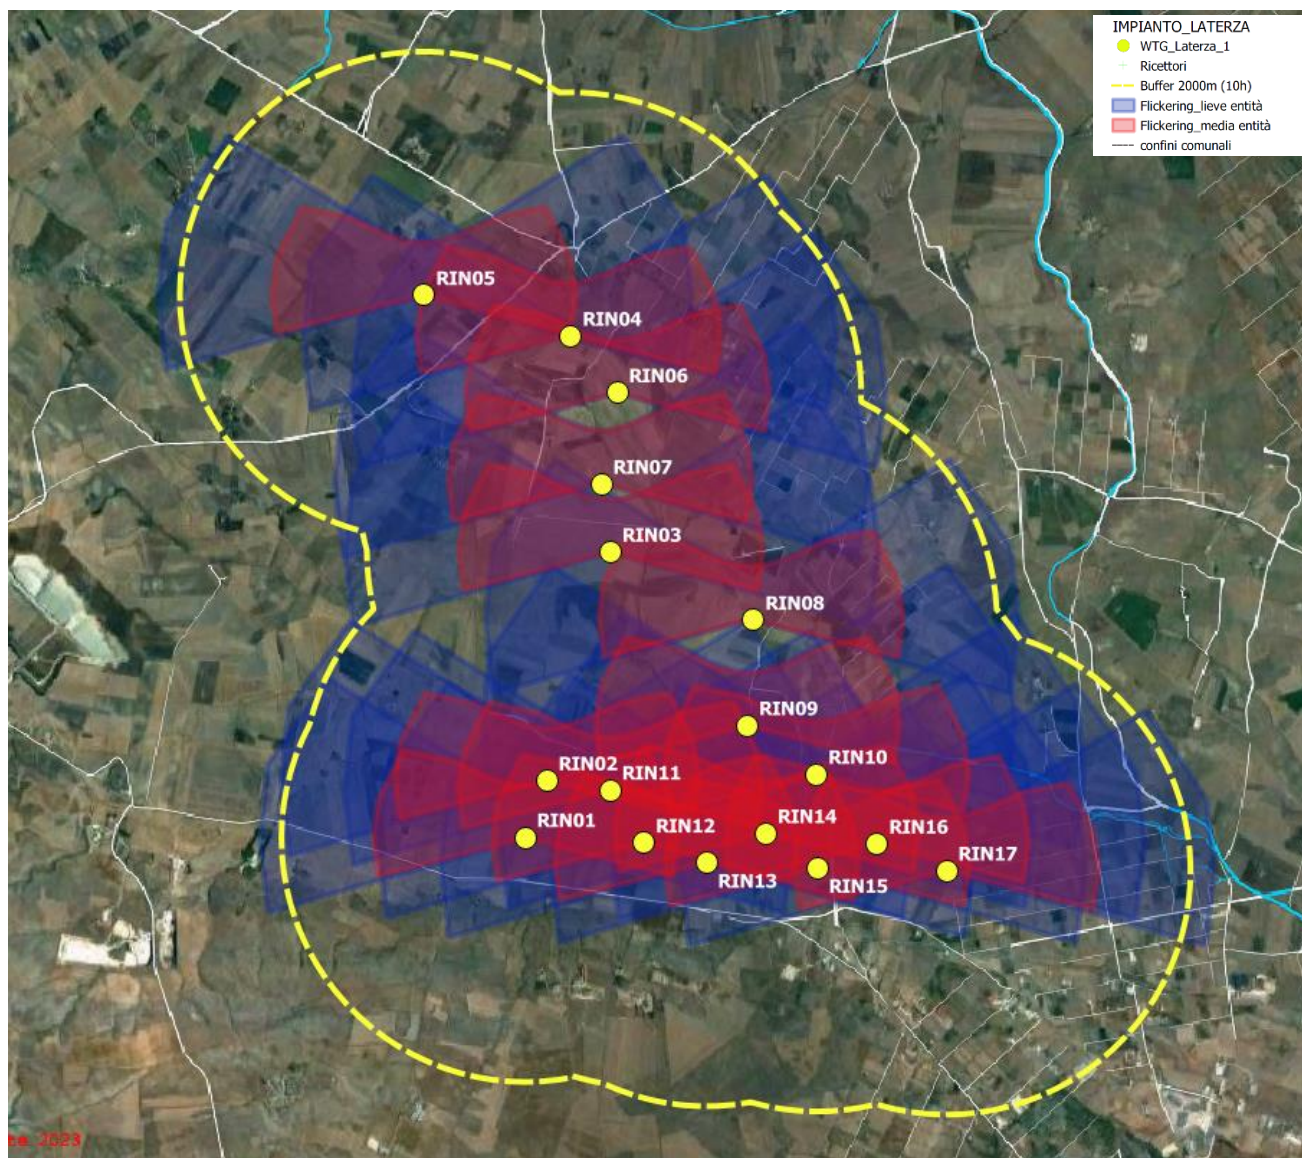 IMPIANTO_LATERZA
WTG_Laterza_1
Ricettori
Buffer 2000m (10h)
Flickering_lieve entità
Flickering_media entità
confini comunali
RIN05
RIN04
RIN06
RIN07
RIN03
RIN08
RIN09
RIN02
RIN11
RIN10
RIN01
RIN12
RIN14
RIN16
RIN13
RIN15
RIN17
2023